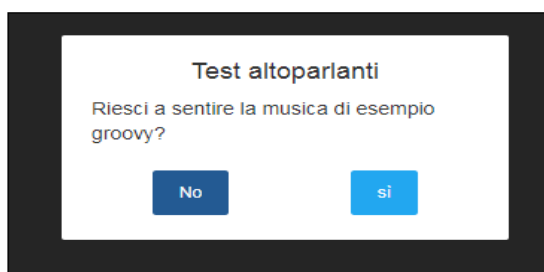 Test altoparlanti
Riesci a sentire la musica di esempio
groovy?
No
sì